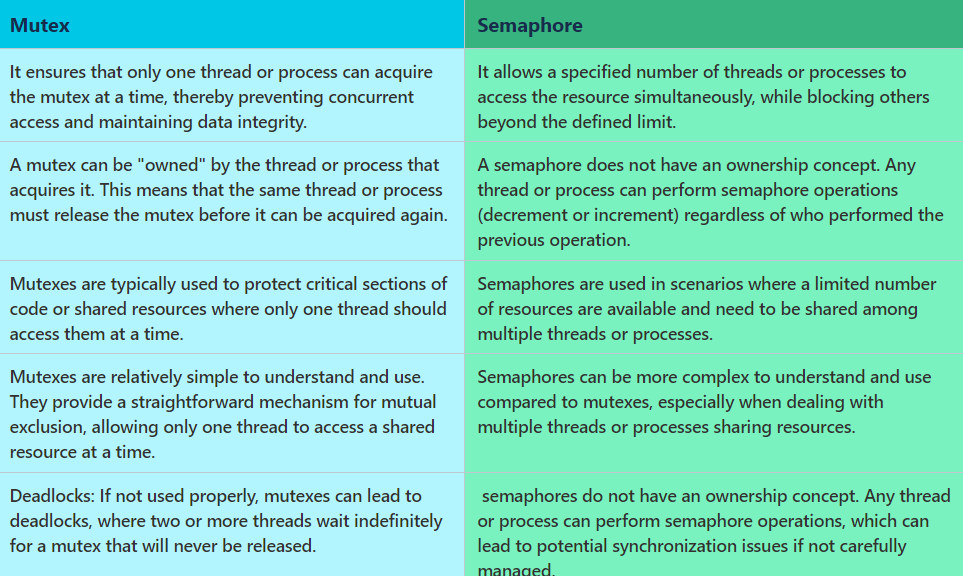 Mutex
Semaphore
It ensures that only one thread or process can acquire
the mutex at a time, thereby preventing concurrent
access and maintaining data integrity.
It allows a specified number of threads or processes to
access the resource simultaneously, while blocking others
beyond the defined limit.
A mutex can be "owned" by the thread or process that
acquires it. This means that the same thread or process
must release the mutex before it can be acquired again.
A semaphore does not have an ownership concept. Any
thread or process can perform semaphore operations
(decrement or increment) regardless of who performed the
previous operation.
Mutexes are typically used to protect critical sections of
code or shared resources where only one thread should
access them at a time.
Semaphores are used in scenarios where a limited number
of resources are available and need to be shared among
multiple threads or processes.
Mutexes are relatively simple to understand and use.
They provide a straightforward mechanism for mutual
exclusion, allowing only one thread to access a shared
resource at a time.
Semaphores can be more complex to understand and use
compared to mutexes, especially when dealing with
multiple threads or processes sharing resources.
Deadlocks: If not used properly, mutexes can lead to
deadlocks, where two or more threads wait indefinitely
for a mutex that will never be released.
semaphores do not have an ownership concept. Any thread
or process can perform semaphore operations, which can
lead to potential synchronization issues if not carefully
managed.